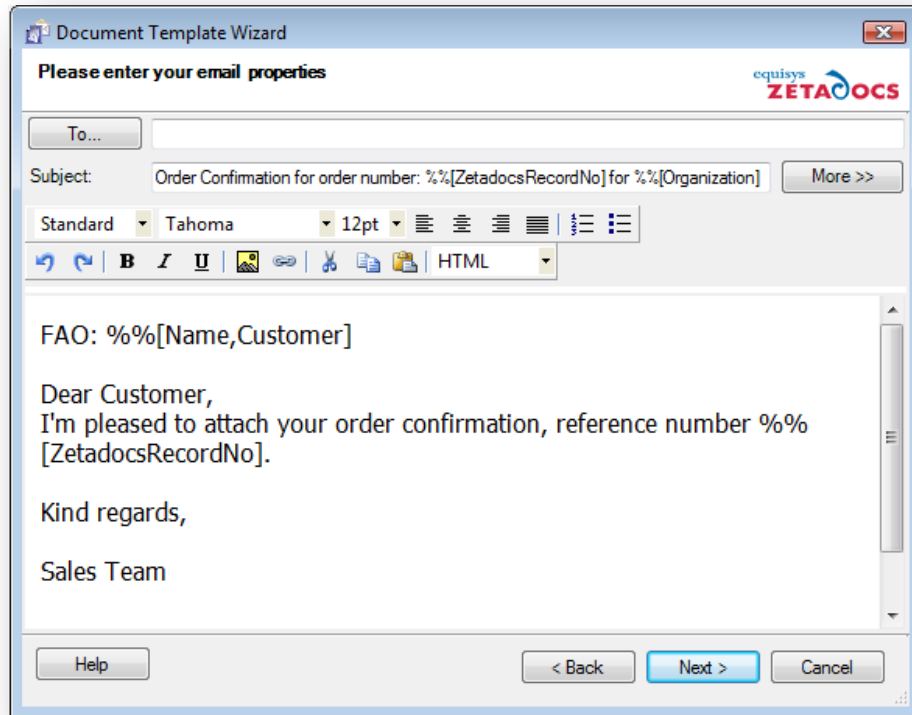 Document Template Wizard
Please enter your email properties
equisys
ZETADOCS
To...
Subject:
Order Confirmation for order number: %%[ZetadocsRecordNo] for %%[Organization]
More >>
Standard Tahoma 12pt
B I U HTML
FAO: %%[Name,Customer]
Dear Customer,
I'm pleased to attach your order confirmation, reference number %%
[ZetadocsRecordNo].
Kind regards,
Sales Team
Help < Back Next > Cancel